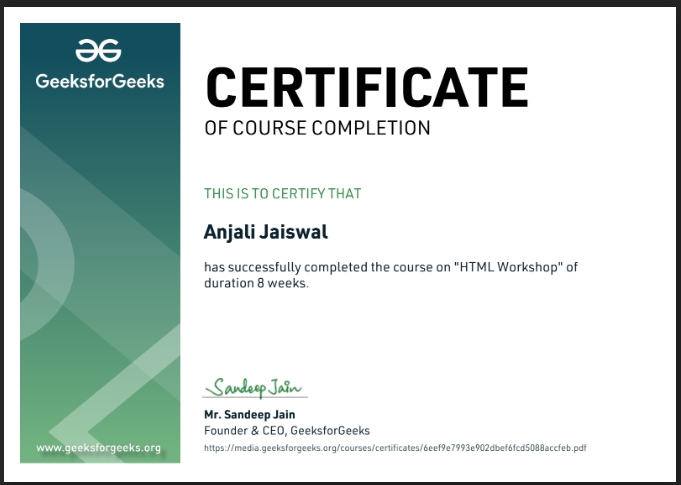 GeeksforGeeks
CERTIFICATE
OF COURSE COMPLETION
THIS IS TO CERTIFY THAT
Anjali Jaiswal
has successfully completed the course on "HTML Workshop" of
duration 8 weeks.
Sandeep Jain
Mr. Sandeep Jain
Founder & CEO, GeeksforGeeks
www.geeksforgeeks.org
https://media.geeksforgeeks.org/courses/certificates/6eef9e7993e902dbef6fcd5088accfeb.pdf